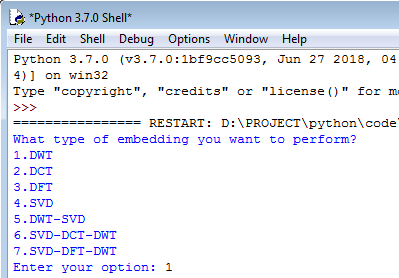 *Python 3.7.0 Shell*
File Edit Shell Debug Options Window Help
Python 3.7.0 (v3.7.0:1bf9cc5093, Jun 27 2018, 04
4)] on win32
Type "copyright", "credits" or "license()" for
>>>
================ RESTART: D:\PROJECT\python\code\
What type of embedding you want to perform?
1.DWT
2.DCT
3.DFT
4.SVD
5.DWT-SVD
6.SVD-DCT-DWT
7.SVD-DFT-DWT
Enter your option: 1